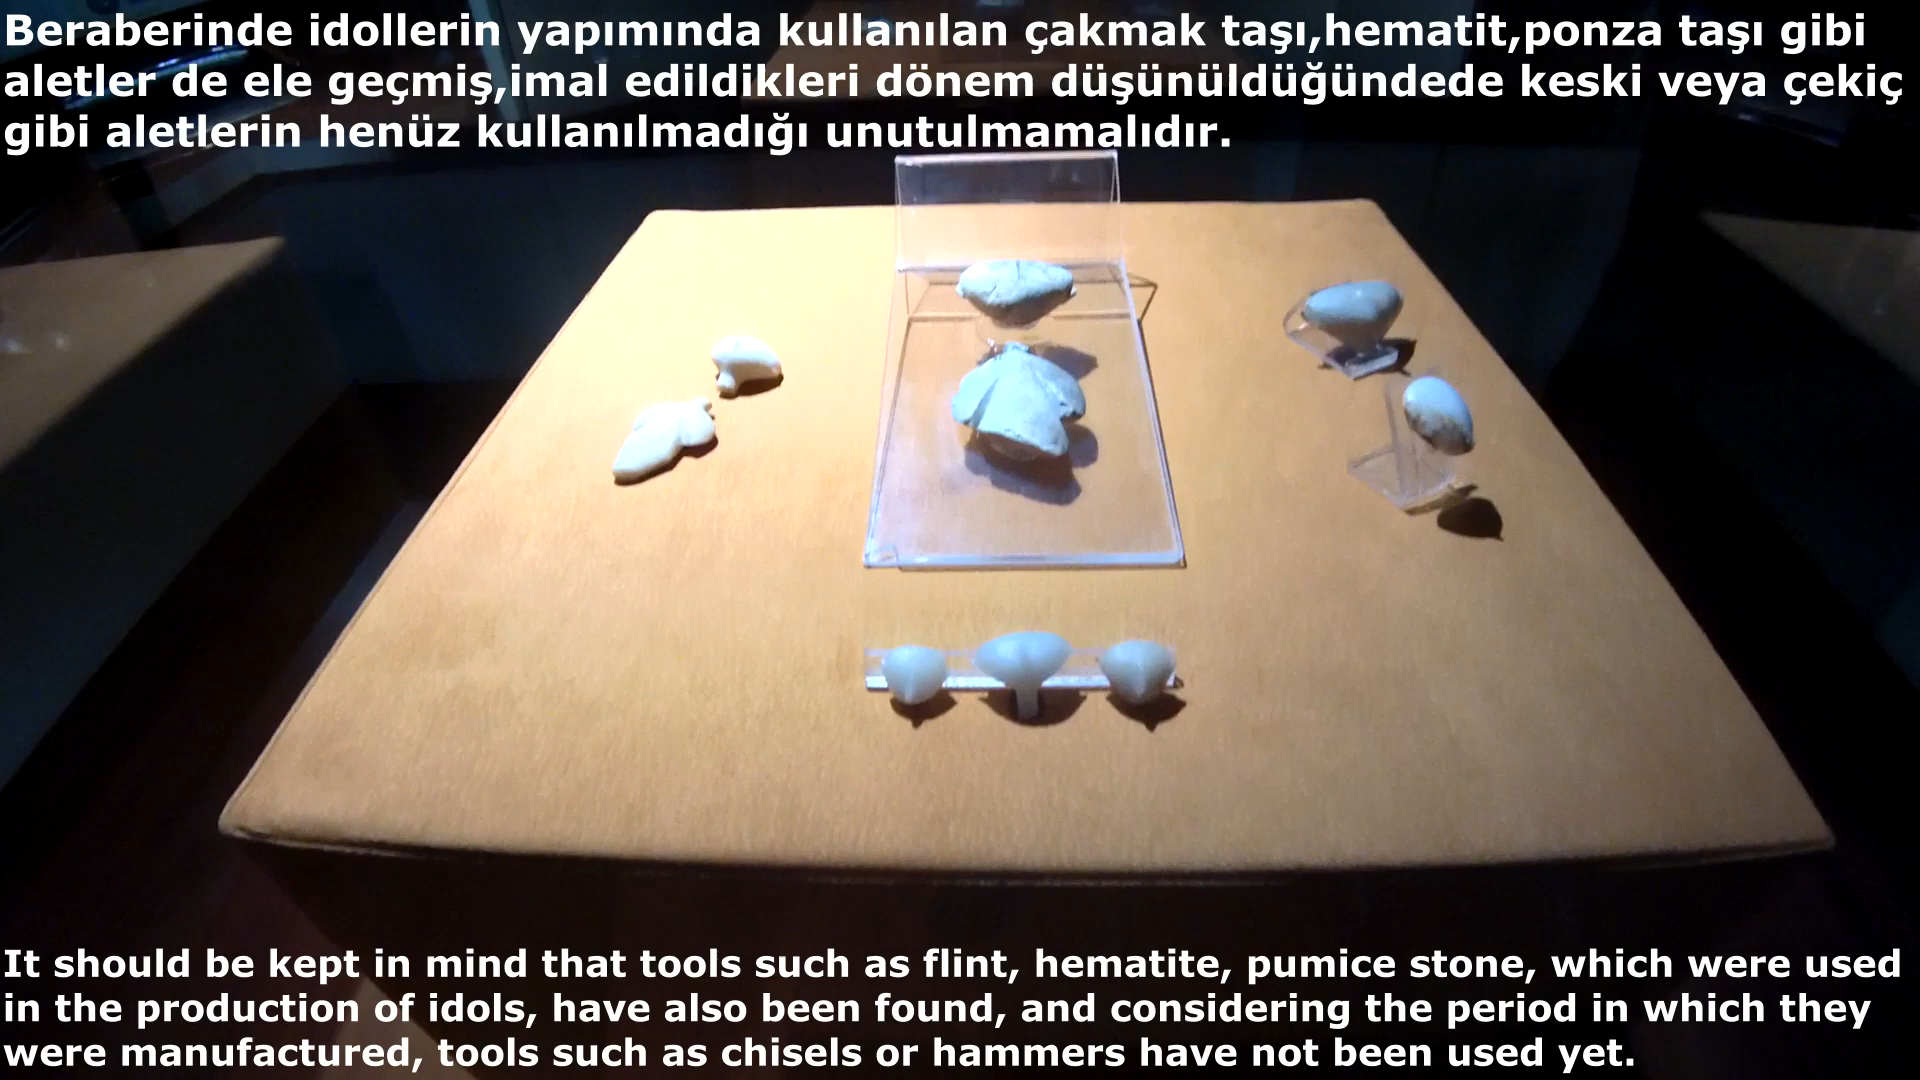 Beraberinde idollerin yapımında kullanılan çakmak taşı,hematit,ponza taşı gibi
aletler de ele geçmiş,imal edildikleri dönem düşünüldüğündede keski veya çekiç
gibi aletlerin henüz kullanılmadığı unutulmamalıdır.
It should be kept in mind that tools such as flint, hematite, pumice stone, which were used
in the production of idols, have also been found, and considering the period in which they
were manufactured, tools such as chisels or hammers have not been used yet.